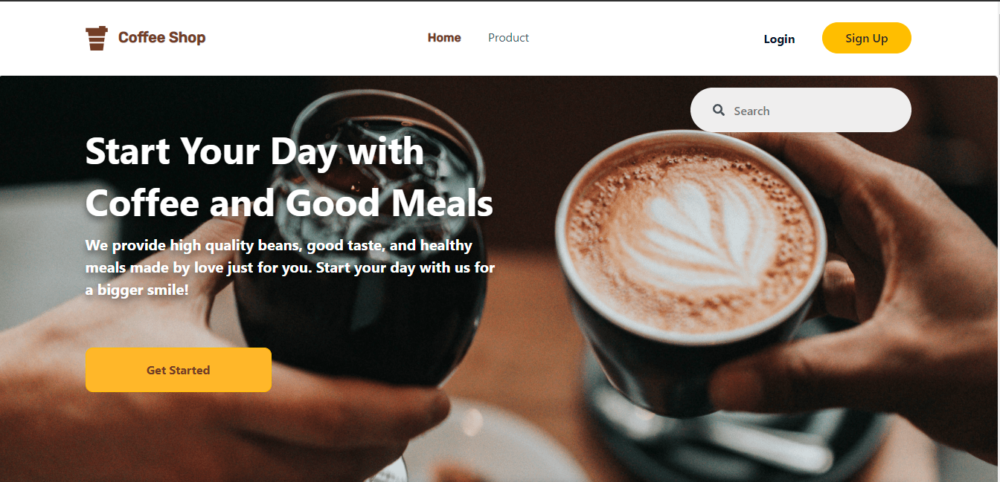 Coffee Shop
Home
Product
Login
Sign Up
Search
Start Your Day with
Coffee and Good Meals
We provide high quality beans, good taste, and healthy
meals made by love just for you. Start your day with us for
a bigger smile!
Get Started